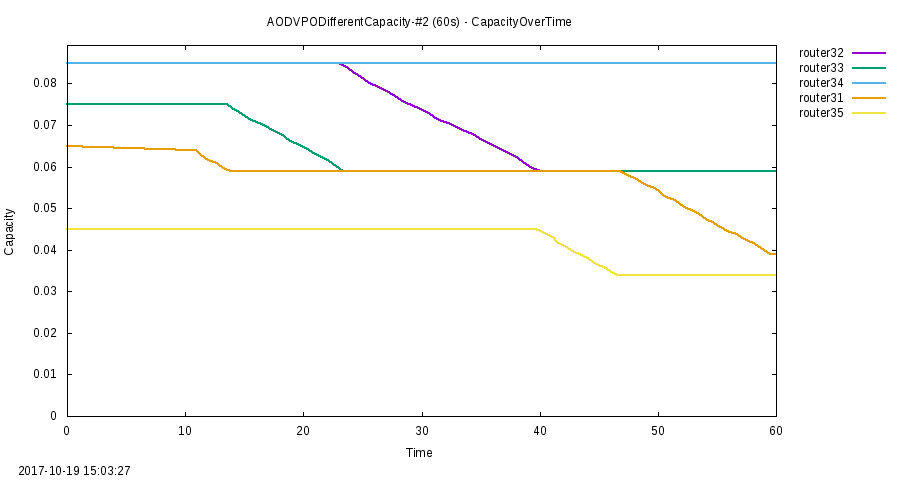 AODVPODifferentCapacity-#2 (60s) - CapacityOverTime
router32
router33
router34
router31
router35
0.08
0.07
0.06
0.05
0.04
0.03
0.02
0.01
0
Capacity
0 10 20 30 40 50 60
Time
2017-10-19 15:03:27